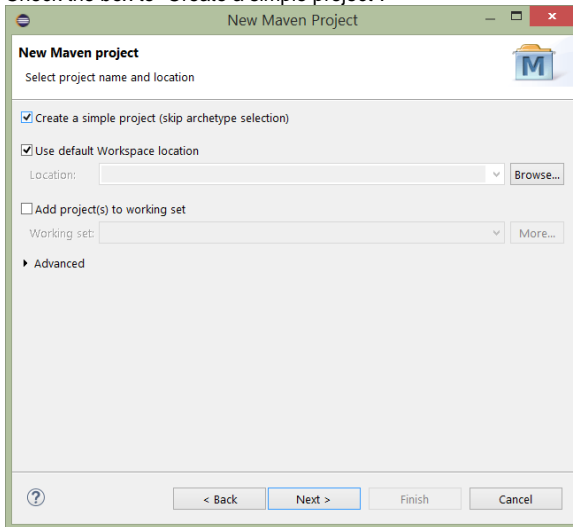 Check the box to "Create a simple project".
New Maven Project
New Maven project
Select project name and location
M
Create a simple project (skip archetype selection)
Use default Workspace location
Location:
Browse...
Add project(s) to working set
Working set:
More...
Advanced
?
< Back
Next >
Finish
Cancel